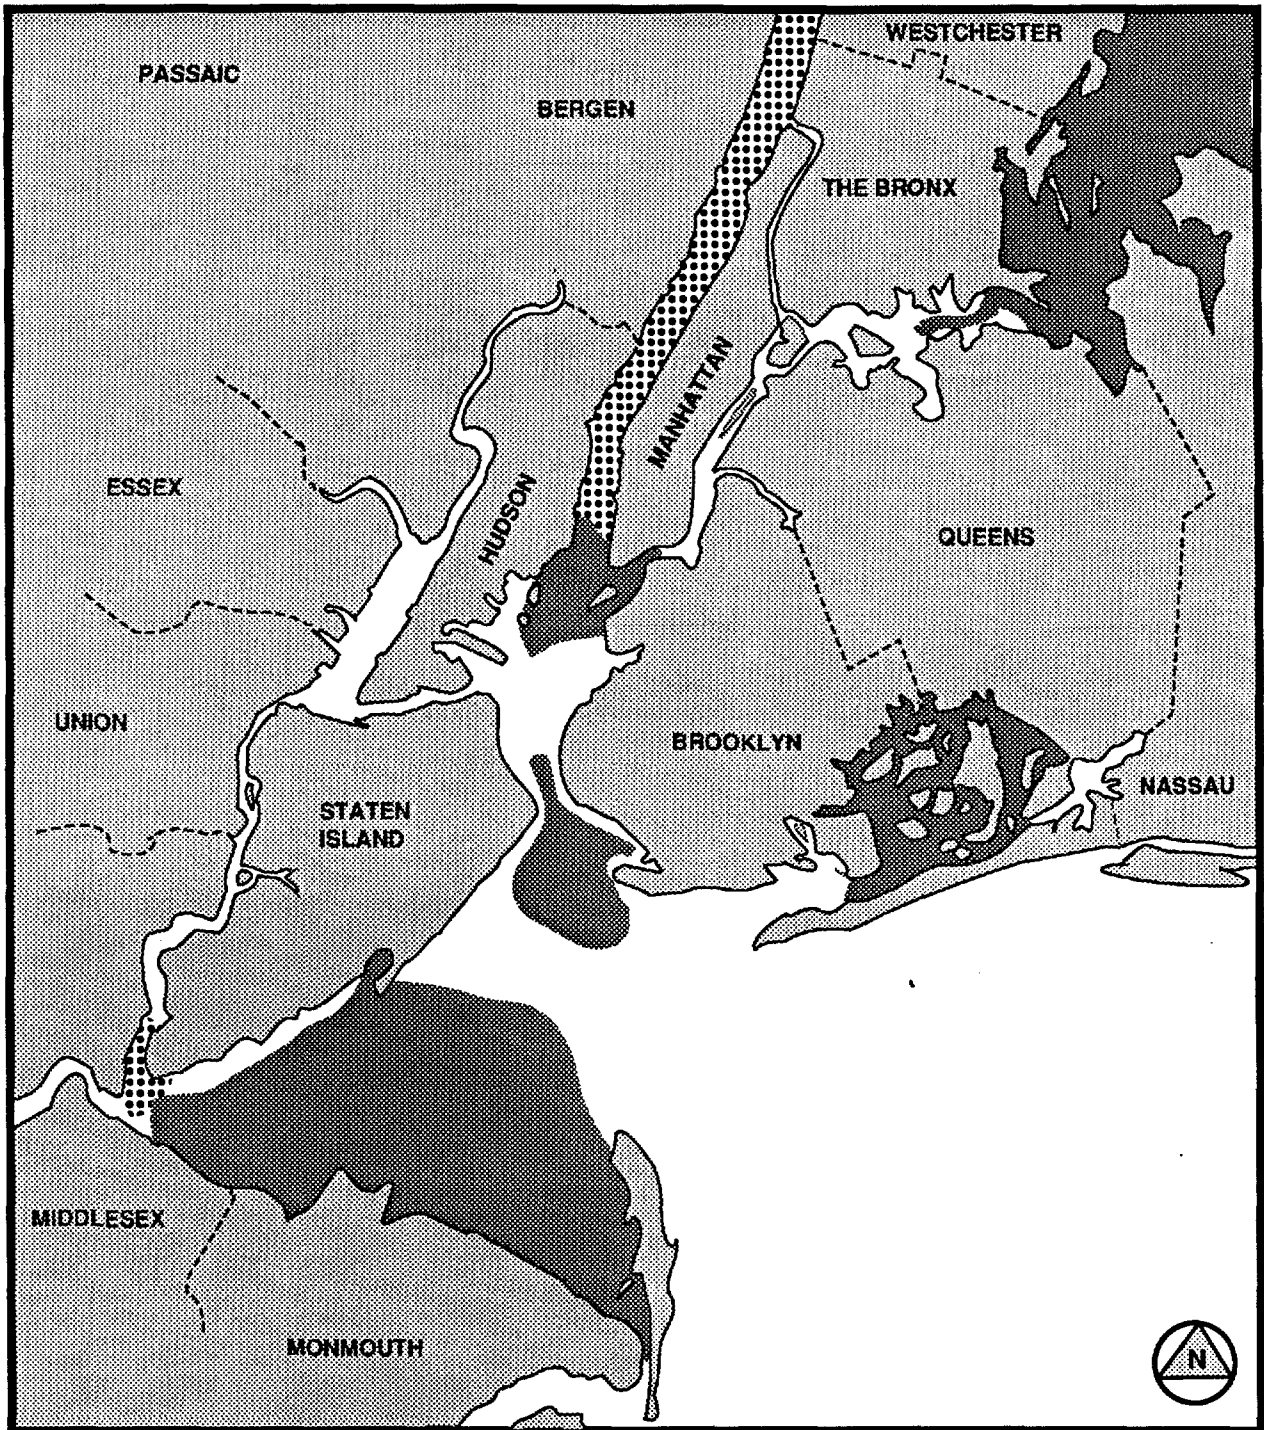 WESTCHESTER
PASSAIC
BERGEN
THE BRONX
MANHATTAN
ESSEX
HUDSON
QUEENS
UNION
BROOKLYN
NASSAU
STATEN
ISLAND
MIDDLESEX
MONMOUTH
N